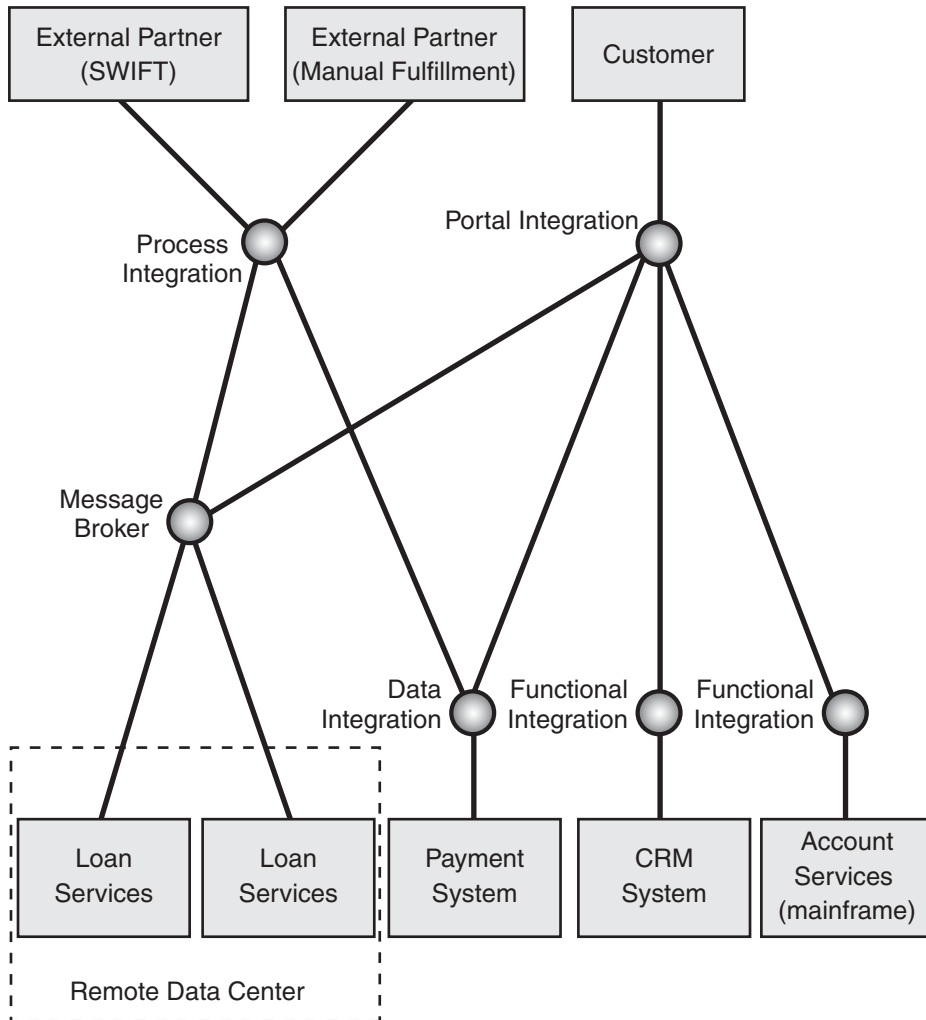 External Partner
(SWIFT)
External Partner
(Manual Fulfillment)
Customer
Portal Integration
Process
Integration
Message
Broker
Data
Integration
Functional
Integration
Functional
Integration
Loan
Services
Loan
Services
Payment
System
CRM
System
Account
Services
(mainframe)
Remote Data Center